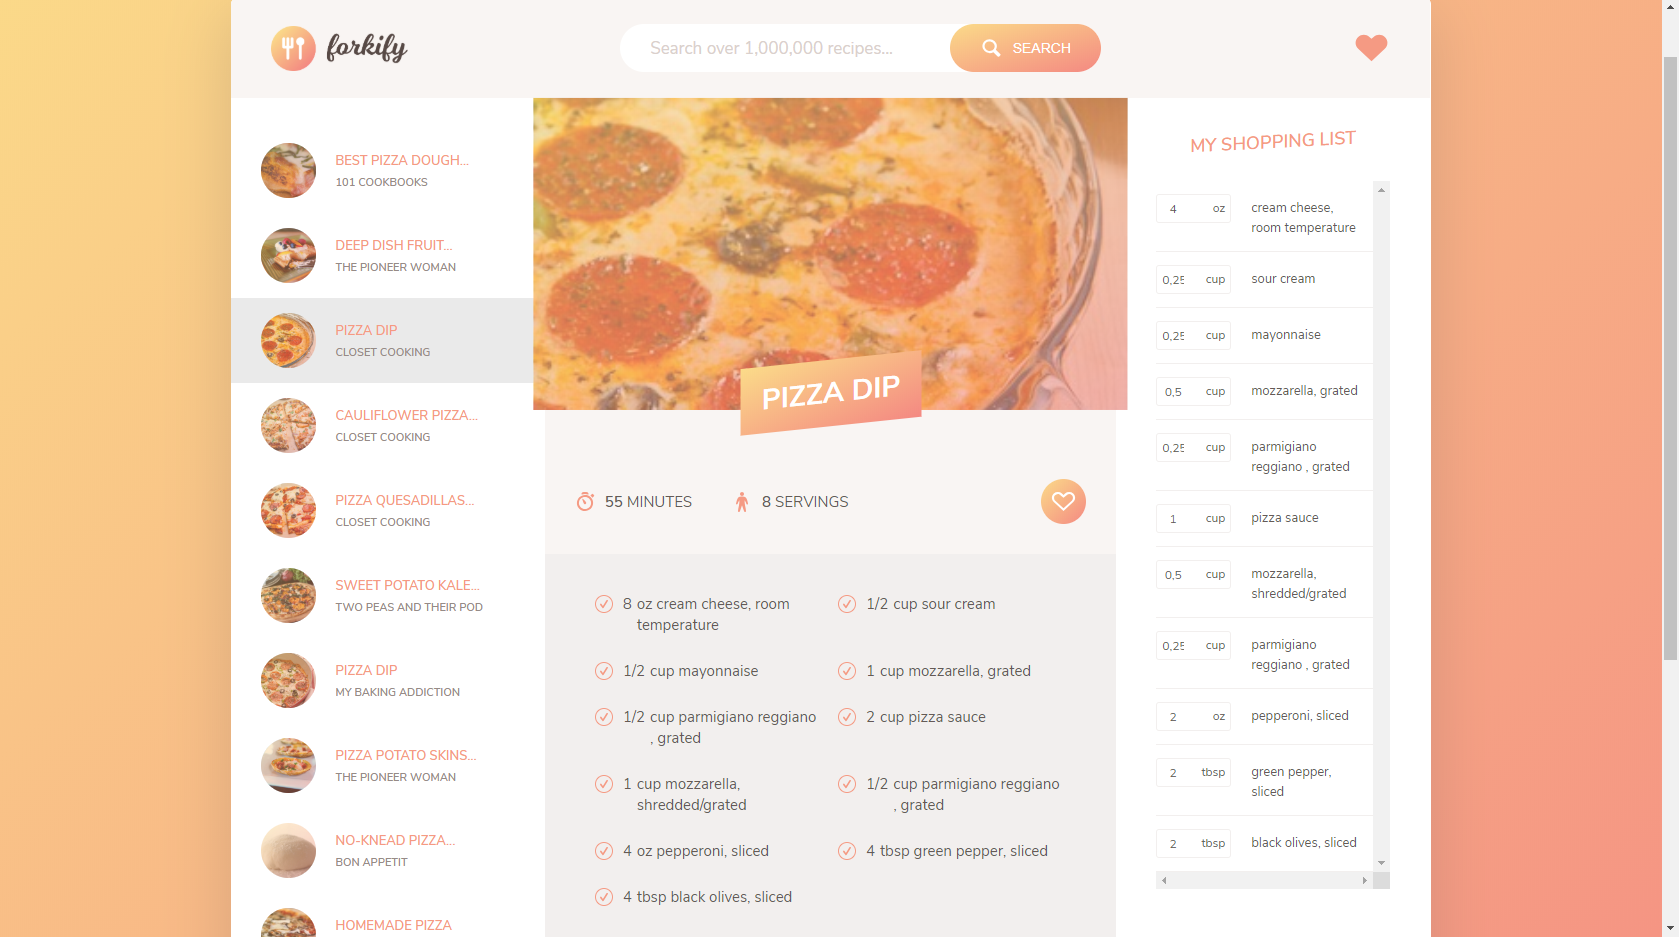 forkify
Search over 1,000,000 recipes...
SEARCH
BEST PIZZA DOUGH...
101 COOKBOOKS
DEEP DISH FRUIT...
THE PIONEER WOMAN
PIZZA DIP
CLOSET COOKING
CAULIFLOWER PIZZA...
CLOSET COOKING
PIZZA QUESADILLAS...
CLOSET COOKING
SWEET POTATO KALE...
TWO PEAS AND THEIR POD
PIZZA DIP
MY BAKING ADDICTION
PIZZA POTATO SKINS...
THE PIONEER WOMAN
NO-KNEAD PIZZA...
BON APPETIT
HOMEMADE PIZZA
PIZZA DIP
55 MINUTES
8 SERVINGS
8 oz cream cheese, room
temperature
1/2 cup sour cream
1/2 cup mayonnaise
1 cup mozzarella, grated
1/2 cup parmigiano reggiano
, grated
2 cup pizza sauce
1 cup mozzarella,
shredded/grated
1/2 cup parmigiano reggiano
, grated
4 oz pepperoni, sliced
4 tbsp green pepper, sliced
4 tbsp black olives, sliced
MY SHOPPING LIST
4 oz cream cheese,
room temperature
0,25 cup sour cream
0,25 cup mayonnaise
0,5 cup mozzarella, grated
0,25 cup parmigiano
reggiano , grated
1 cup pizza sauce
0,5 cup mozzarella,
shredded/grated
0,25 cup parmigiano
reggiano , grated
2 oz pepperoni, sliced
2 tbsp green pepper,
sliced
2 tbsp black olives, sliced